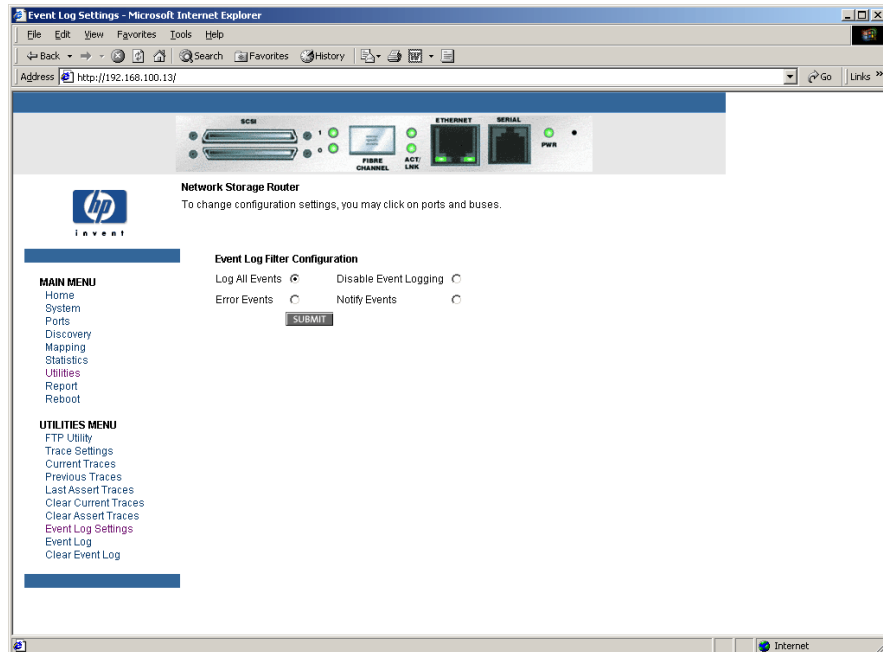 Event Log Settings - Microsoft Internet Explorer
File Edit View Favorites Tools Help
Back Search Favorites History
Address http://192.168.100.13/ Go Links »
SCSI ETHERNET SERIAL
1
0
FIBRE CHANNEL ACT/ LNK PWR
hp
invent
Network Storage Router
To change configuration settings, you may click on ports and buses.
Event Log Filter Configuration
Log All Events Disable Event Logging
Error Events Notify Events
SUBMIT
MAIN MENU
Home
System
Ports
Discovery
Mapping
Statistics
Utilities
Report
Reboot
UTILITIES MENU
FTP Utility
Trace Settings
Current Traces
Previous Traces
Last Assert Traces
Clear Current Traces
Clear Assert Traces
Event Log Settings
Event Log
Clear Event Log
Internet